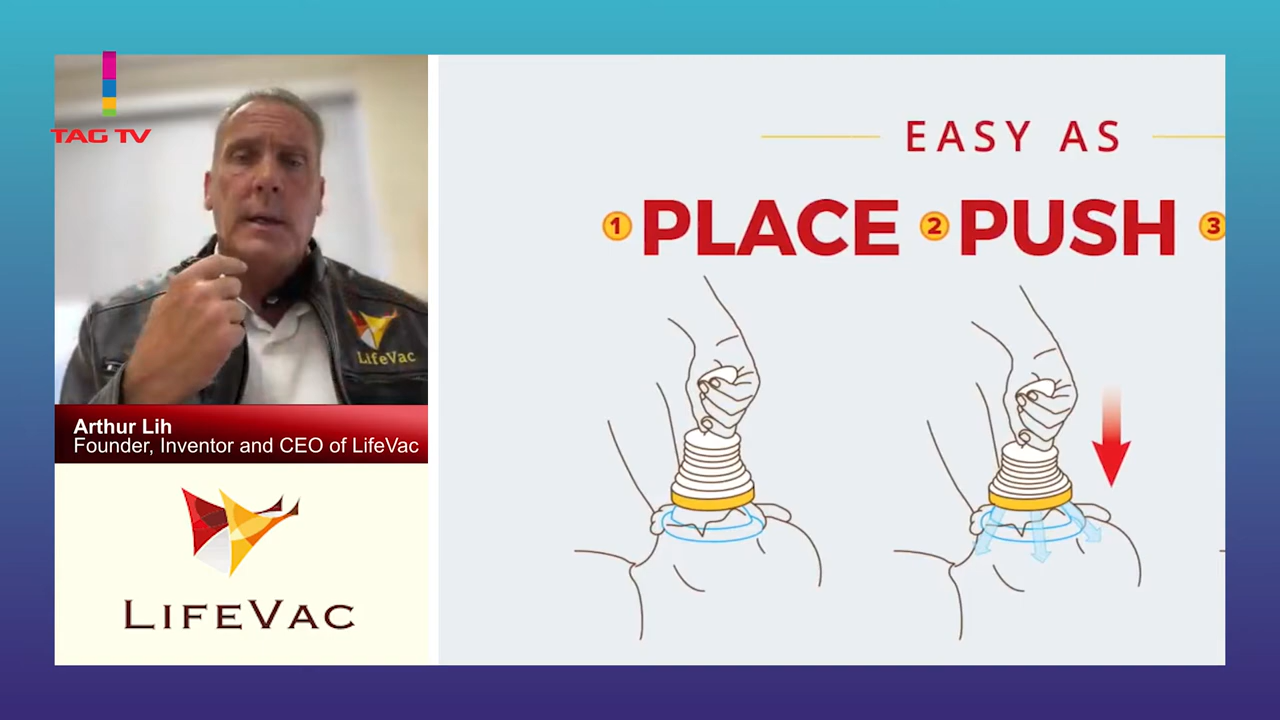 TAG TV
LifeVac
Arthur Lih
Founder, Inventor and CEO of LifeVac
LIFEVAC
EASY AS
1 PLACE 2 PUSH 3